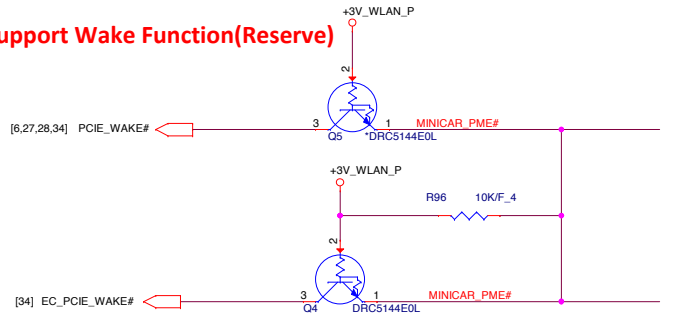 +3V_WLAN_P
upport Wake Function(Reserve)
2
[6,27,28,34] PCIE_WAKE# 3 1 MINICAR_PME#
Q5 *DRC5144E0L
+3V_WLAN_P
R96 10K/F_4
2
[34] EC_PCIE_WAKE# 3 1 MINICAR_PME#
Q4 DRC5144E0L